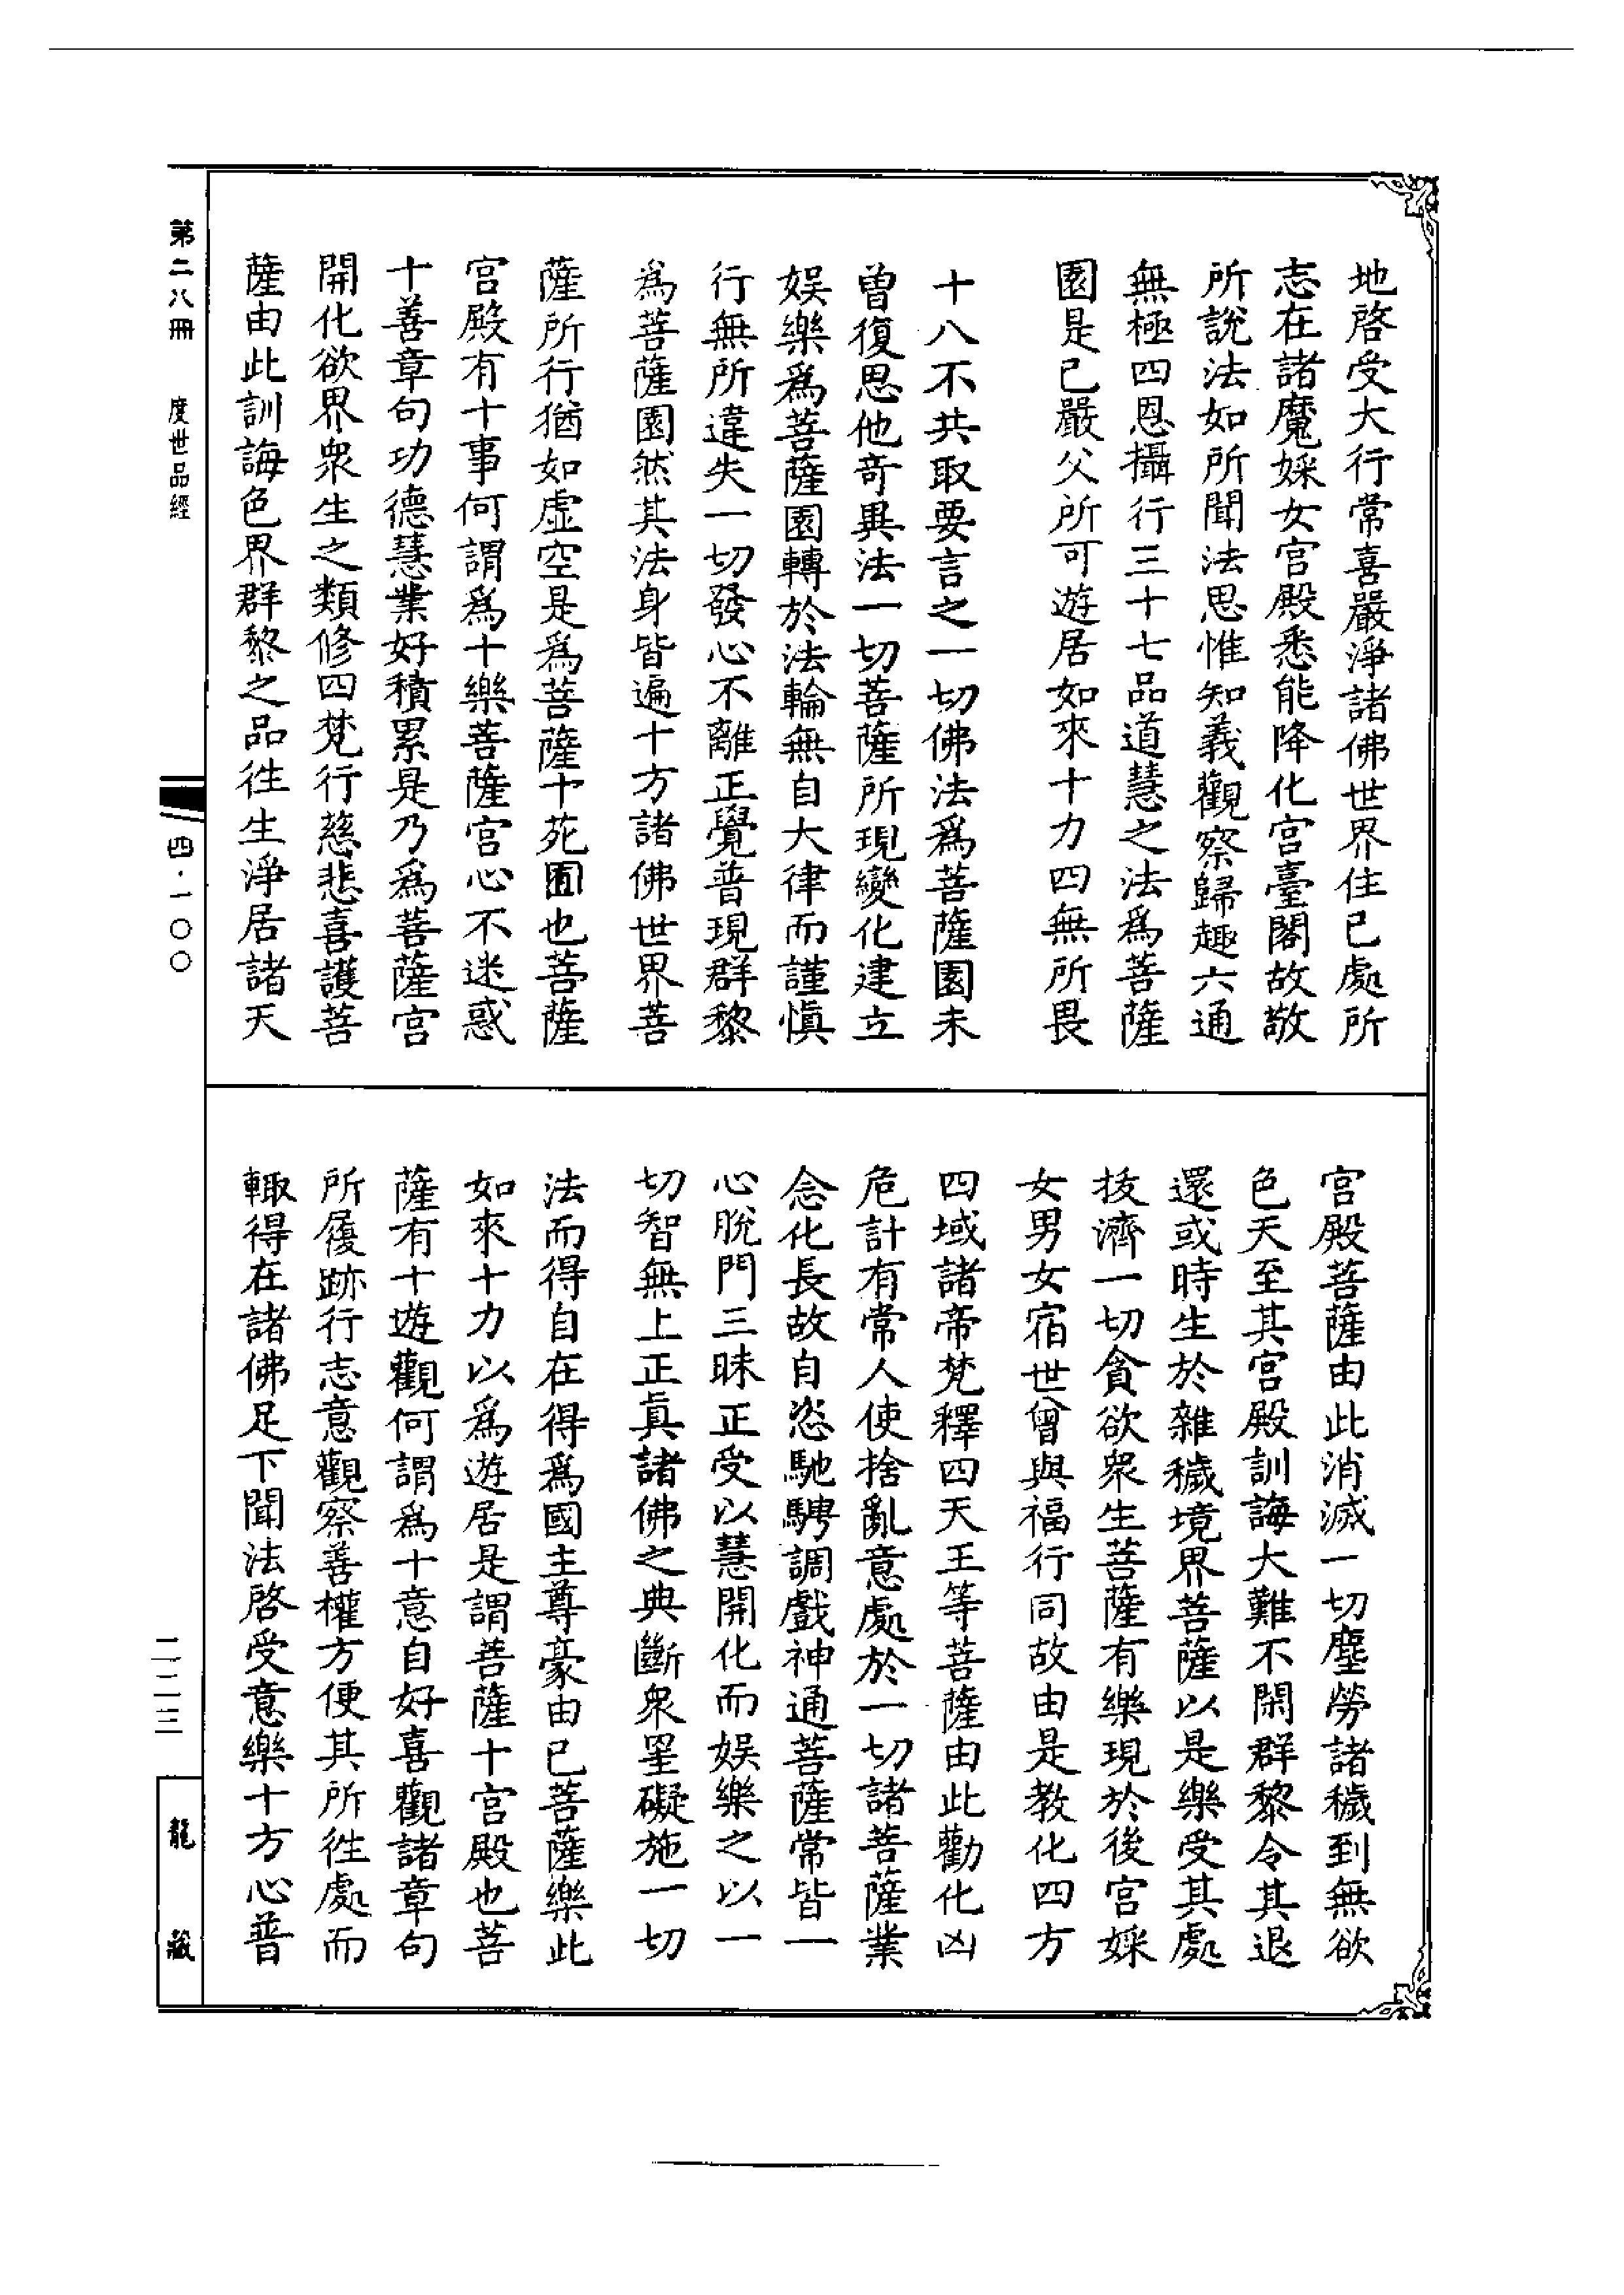 地啓受大行常喜嚴淨諸佛世界住已處所
志在諸魔婇女宮殿悉能降化宮臺閣故敬
所說法如所聞法思惟知義觀察歸趣六通
無極四恩攝行三十七品道慧之法爲菩薩
園是已嚴父所可遊居如來十力四無所畏
十八不共取要言之一切佛法爲菩薩園未
曾復思他奇異法一切菩薩所現變化建立
娛樂爲菩薩園轉於法輪無自大律而謹慎
行無所違失一切發心不離正覺普現群黎
爲菩薩園然其法身皆遍十方諸佛世界菩
薩所行猶如虛空是爲菩薩十苑囿也菩薩
宮殿有十事何謂爲十樂菩薩宮心不迷惑
十善章句功德慧業好積累是乃爲菩薩宮
開化欲界衆生之類修四梵行慈悲喜護菩
薩由此訓誨色界群黎之品往生淨居諸天
宮殿菩薩由此消滅一切塵勞諸穢到無欲
色天至其宮殿訓誨大難不閑群黎令其退
還或時生於雜穢境界菩薩以是樂受其處
拔濟一切貪欲衆生菩薩有樂現於後宮婇
女男女宿世曾與福行同故由是教化四方
四域諸帝梵釋四天王等菩薩由此勸化凶
危計有常人使捨亂意處於一切諸菩薩業
念化長故自恣馳騁調戲神通菩薩常皆一
心脫門三昧正受以慧開化而娛樂之以一
切智無上正真諸佛之典斷衆罣礙施一切
法而得自在得爲國主尊豪由已菩薩樂此
如來十力以爲遊居是謂菩薩十宮殿也菩
薩有十遊觀何謂爲十意自好喜觀諸章句
所履跡行志意觀察善權方便其所往處而
輙得在諸佛足下聞法啓受意樂十方心普
第二八冊 度世品經
四·一〇〇
二二三
龍藏